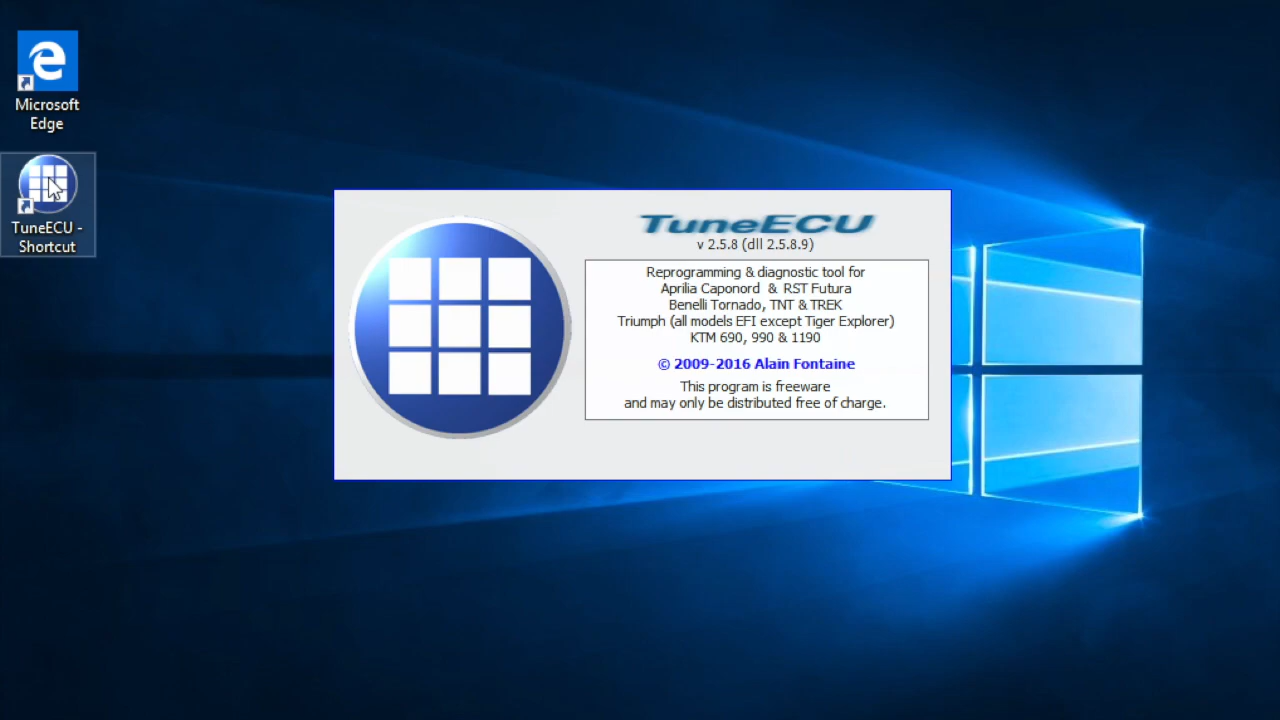 Microsoft
Edge
TuneECU -
Shortcut
TuneECU
v 2.5.8 (dll 2.5.8.9)
Reprogramming & diagnostic tool for
Aprilia Caponord & RST Futura
Benelli Tornado, TNT & TREK
Triumph (all models EFI except Tiger Explorer)
KTM 690, 990 & 1190
© 2009-2016 Alain Fontaine
This program is freeware
and may only be distributed free of charge.